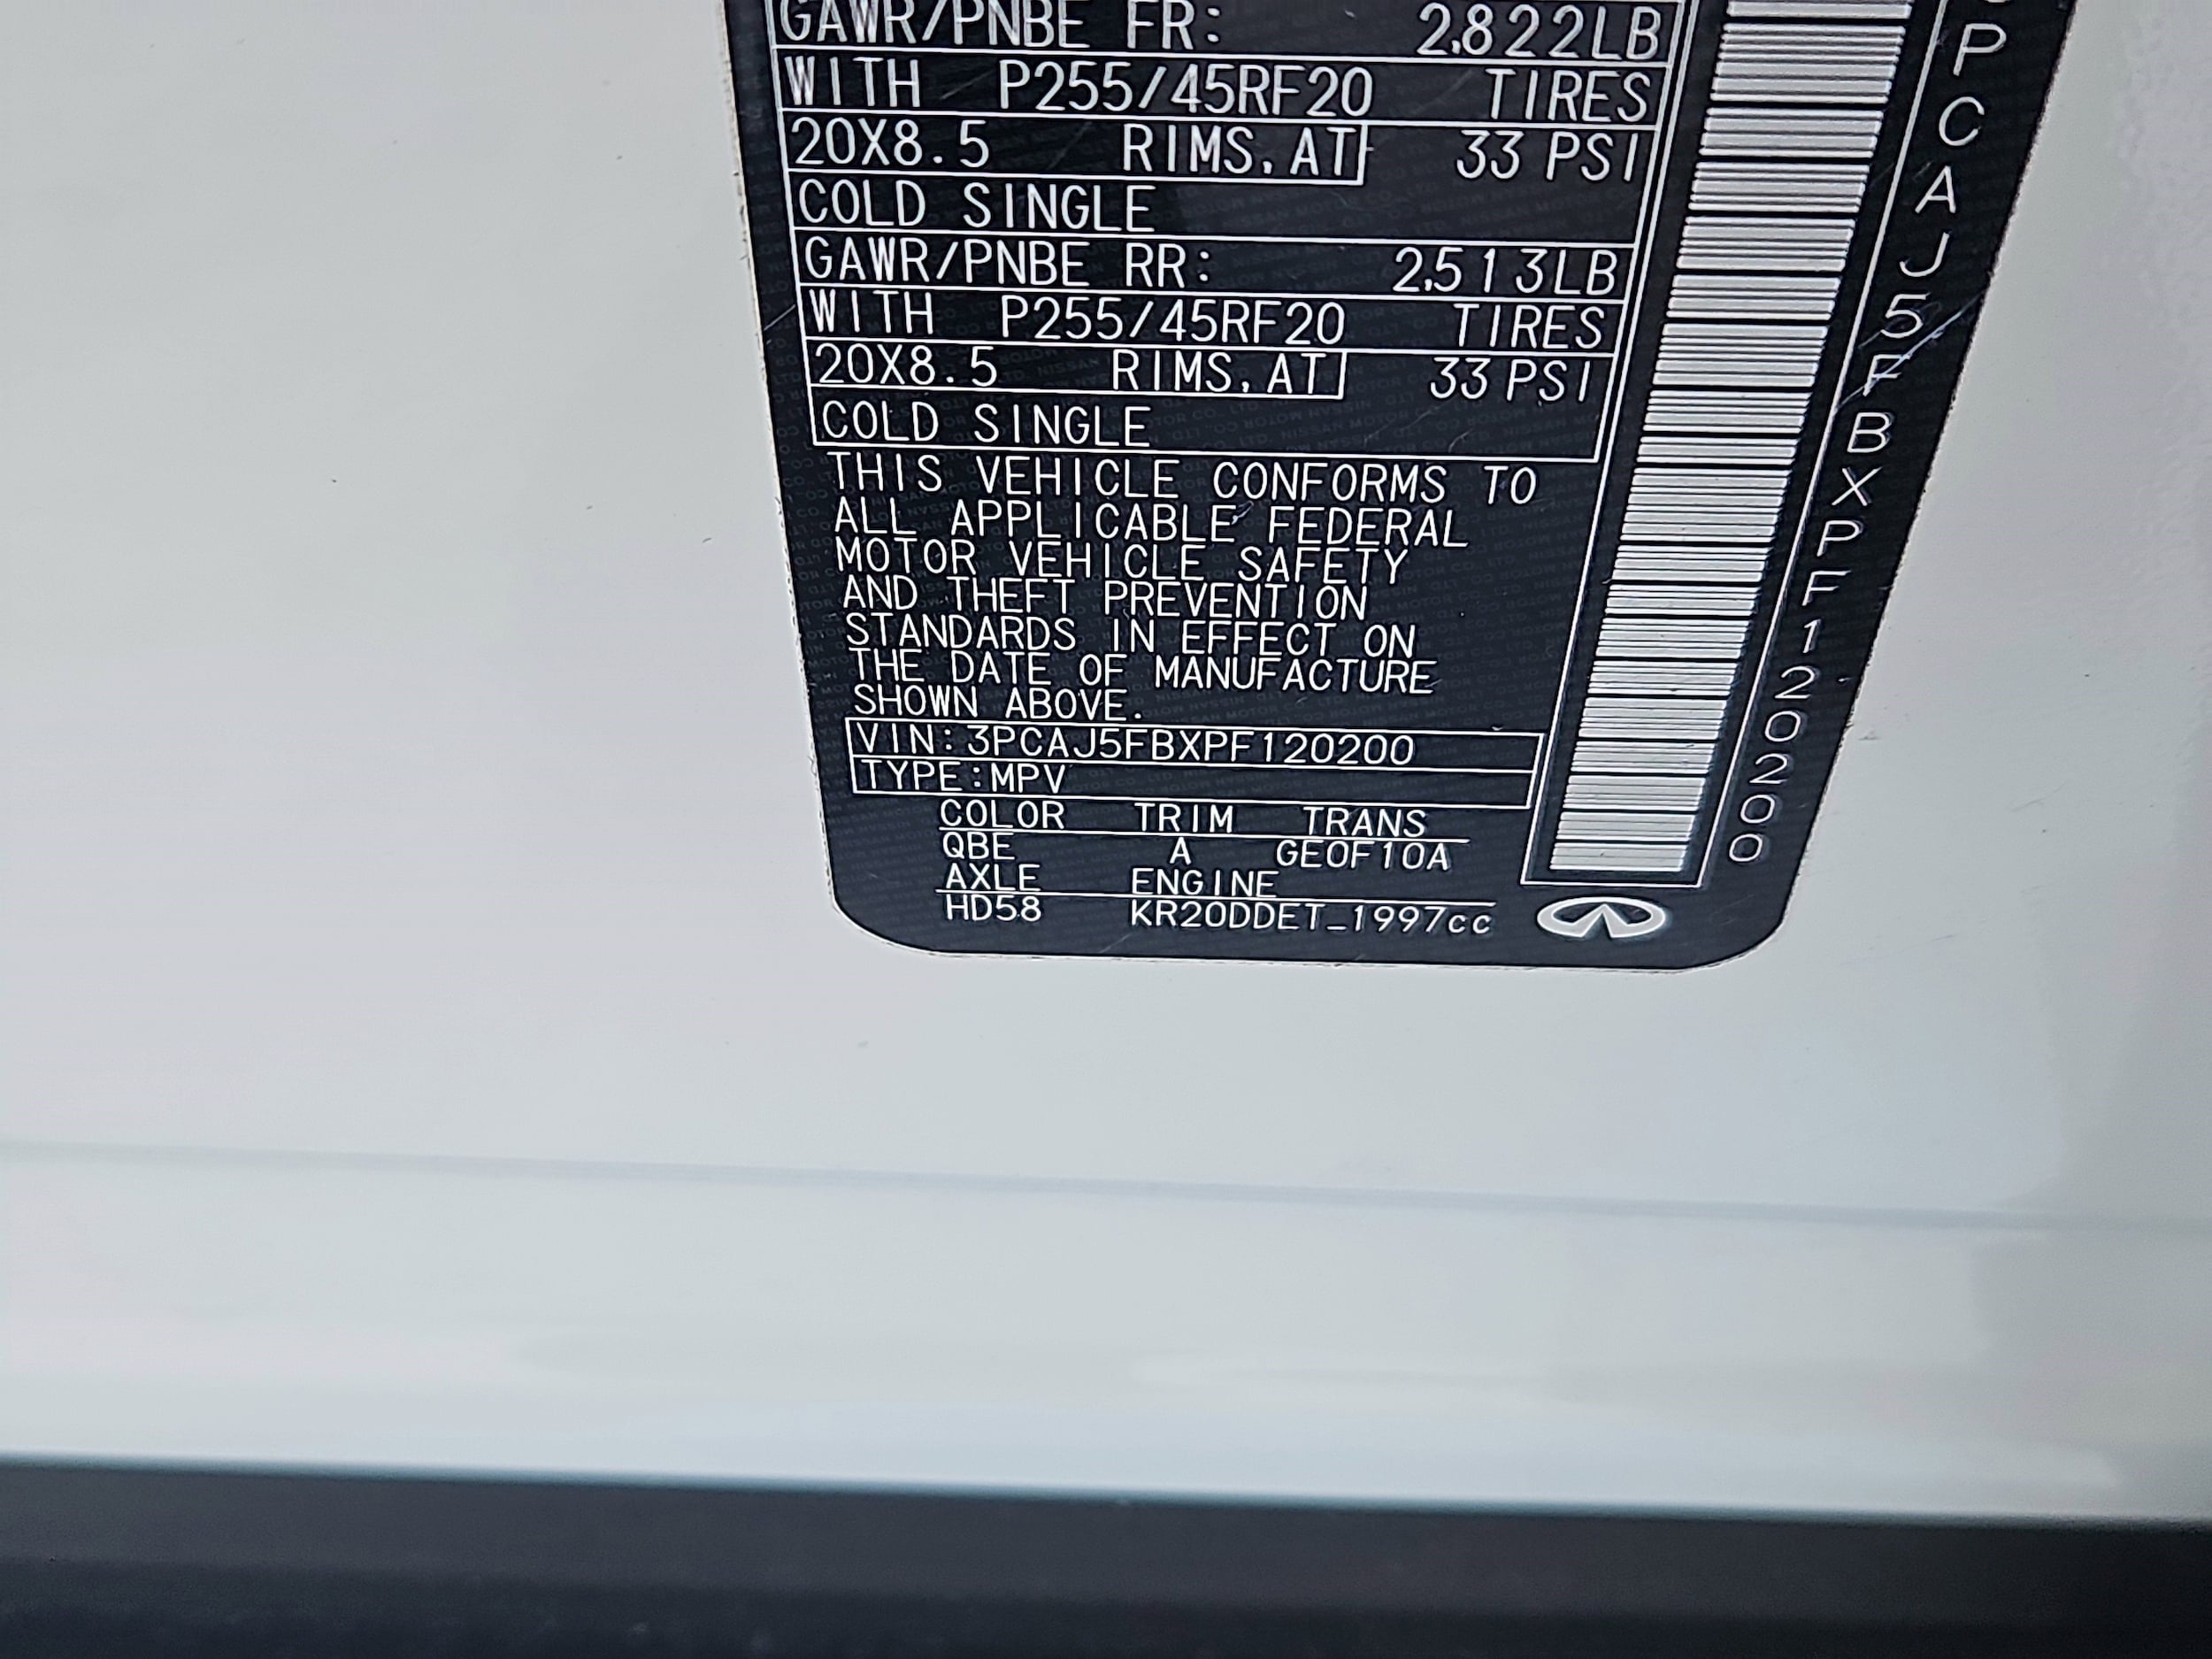 GAWR/PNBE FR: 2,822LB
WITH P255/45RF20 TIRES
20X8.5 RIMS,AT 33 PSI
COLD SINGLE
GAWR/PNBE RR: 2,513LB
WITH P255/45RF20 TIRES
20X8.5 RIMS,AT 33 PSI
COLD SINGLE
THIS VEHICLE CONFORMS TO
ALL APPLICABLE FEDERAL
MOTOR VEHICLE SAFETY
AND THEFT PREVENTION
STANDARDS IN EFFECT ON
THE DATE OF MANUFACTURE
SHOWN ABOVE.
VIN:3PCAJ5FBXPF120200
TYPE:MPV
COLOR TRIM TRANS
QBE A GE0F10A
AXLE ENGINE
HD58 KR20DDET_1997cc
PCAJ5FBXPF120200